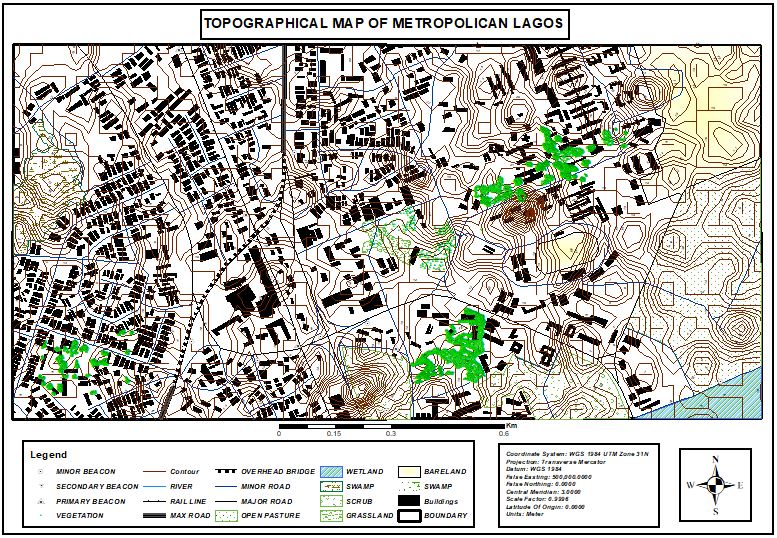 TOPOGRAPHICAL MAP OF METROPOLICAN LAGOS
Km
0 0.15 0.3 0.6
Legend
MINOR BEACON Contour OVERHEAD BRIDGE WETLAND BARELAND
SECONDARY BEACON RIVER MINOR ROAD SWAMP SWAMP
PRIMARY BEACON RAIL LINE MAJOR ROAD SCRUB Buildings
VEGETATION MAX ROAD OPEN PASTURE GRASSLAND BOUNDARY
Coordinate System: WGS 1984 UTM Zone 31N
Projection: Transverse Mercator
Datum: WGS 1984
False Easting: 500,000.0000
False Northing: 0.0000
Central Meridian: 3.0000
Scale Factor: 0.9996
Latitude Of Origin: 0.0000
Units: Meter
N
W E
S